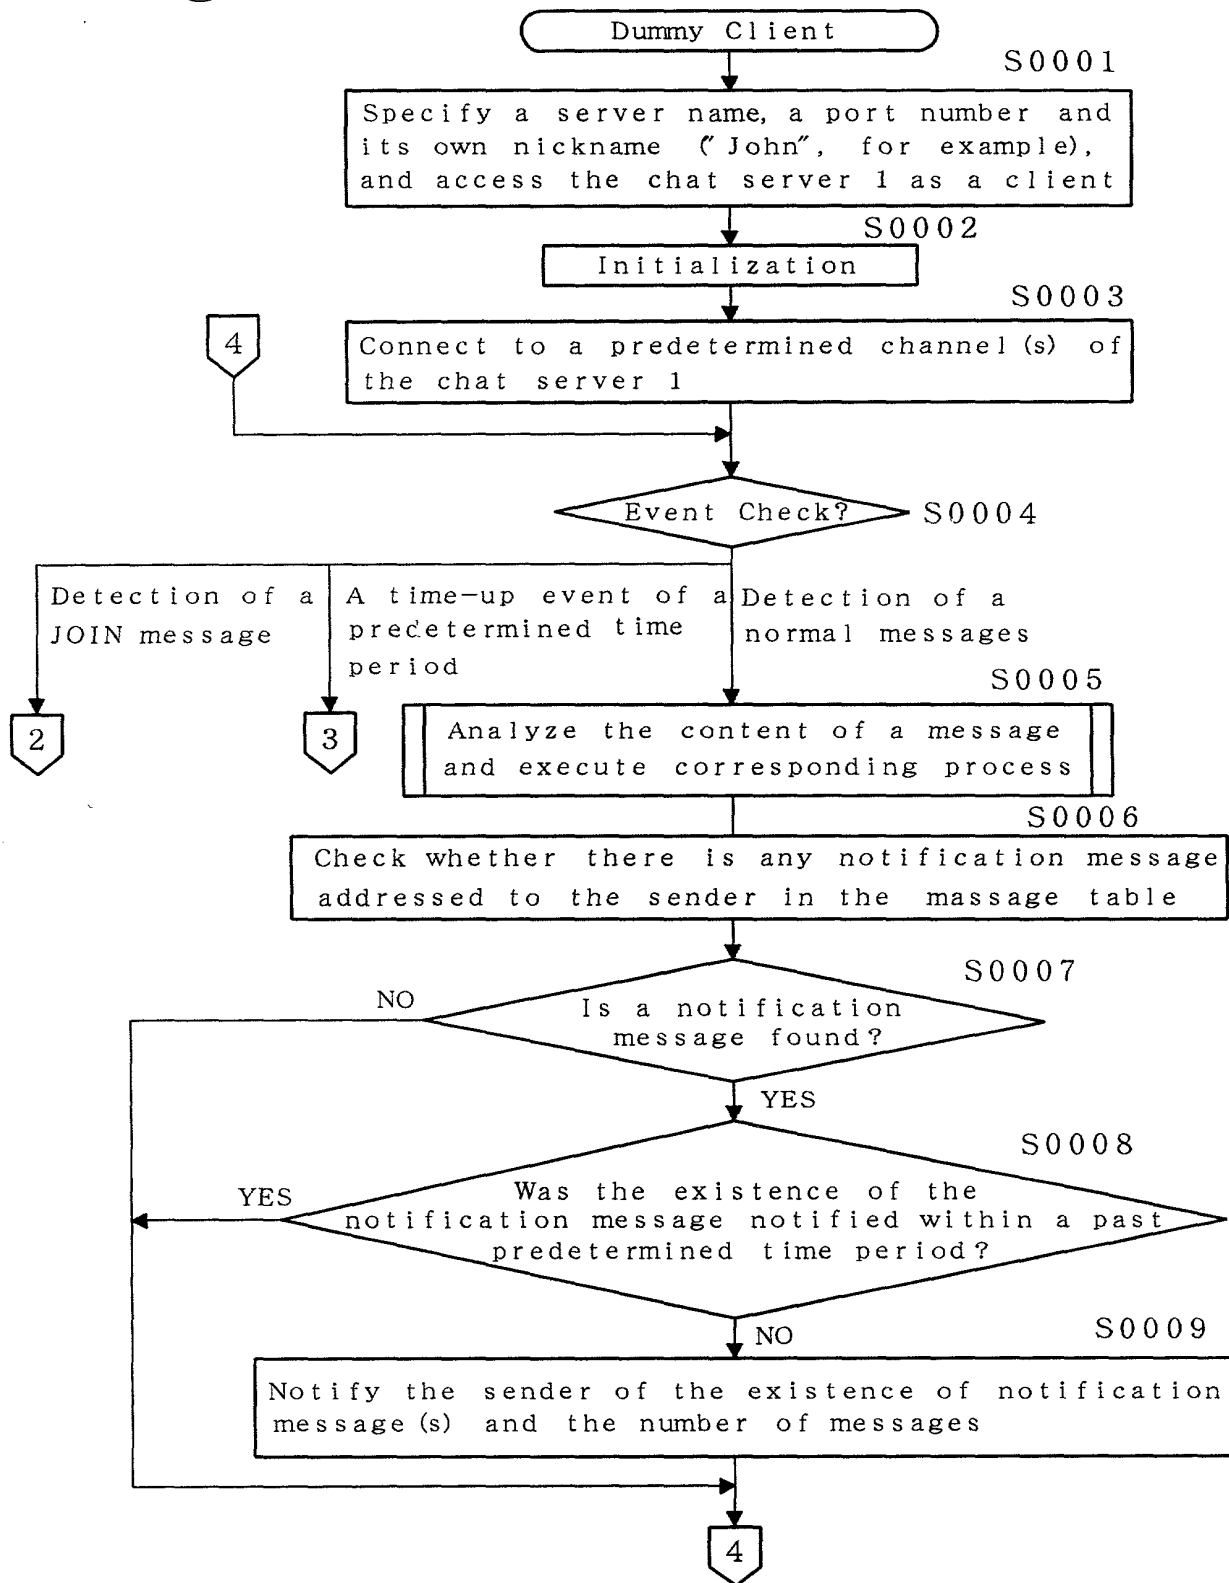 Dummy Client
S0001
Specify a server name, a port number and
its own nickname ("John", for example),
and access the chat server 1 as a client
S0002
Initialization
S0003
4
Connect to a predetermined channel(s) of
the chat server 1
Event Check?
S0004
Detection of a
JOIN message
A time-up event of a
predetermined time
period
Detection of a
normal messages
S0005
2
3
Analyze the content of a message
and execute corresponding process
S0006
Check whether there is any notification message
addressed to the sender in the massage table
S0007
NO
Is a notification
message found?
YES
S0008
YES
Was the existence of the
notification message notified within a past
predetermined time period?
NO
S0009
Notify the sender of the existence of notification
message(s) and the number of messages
4